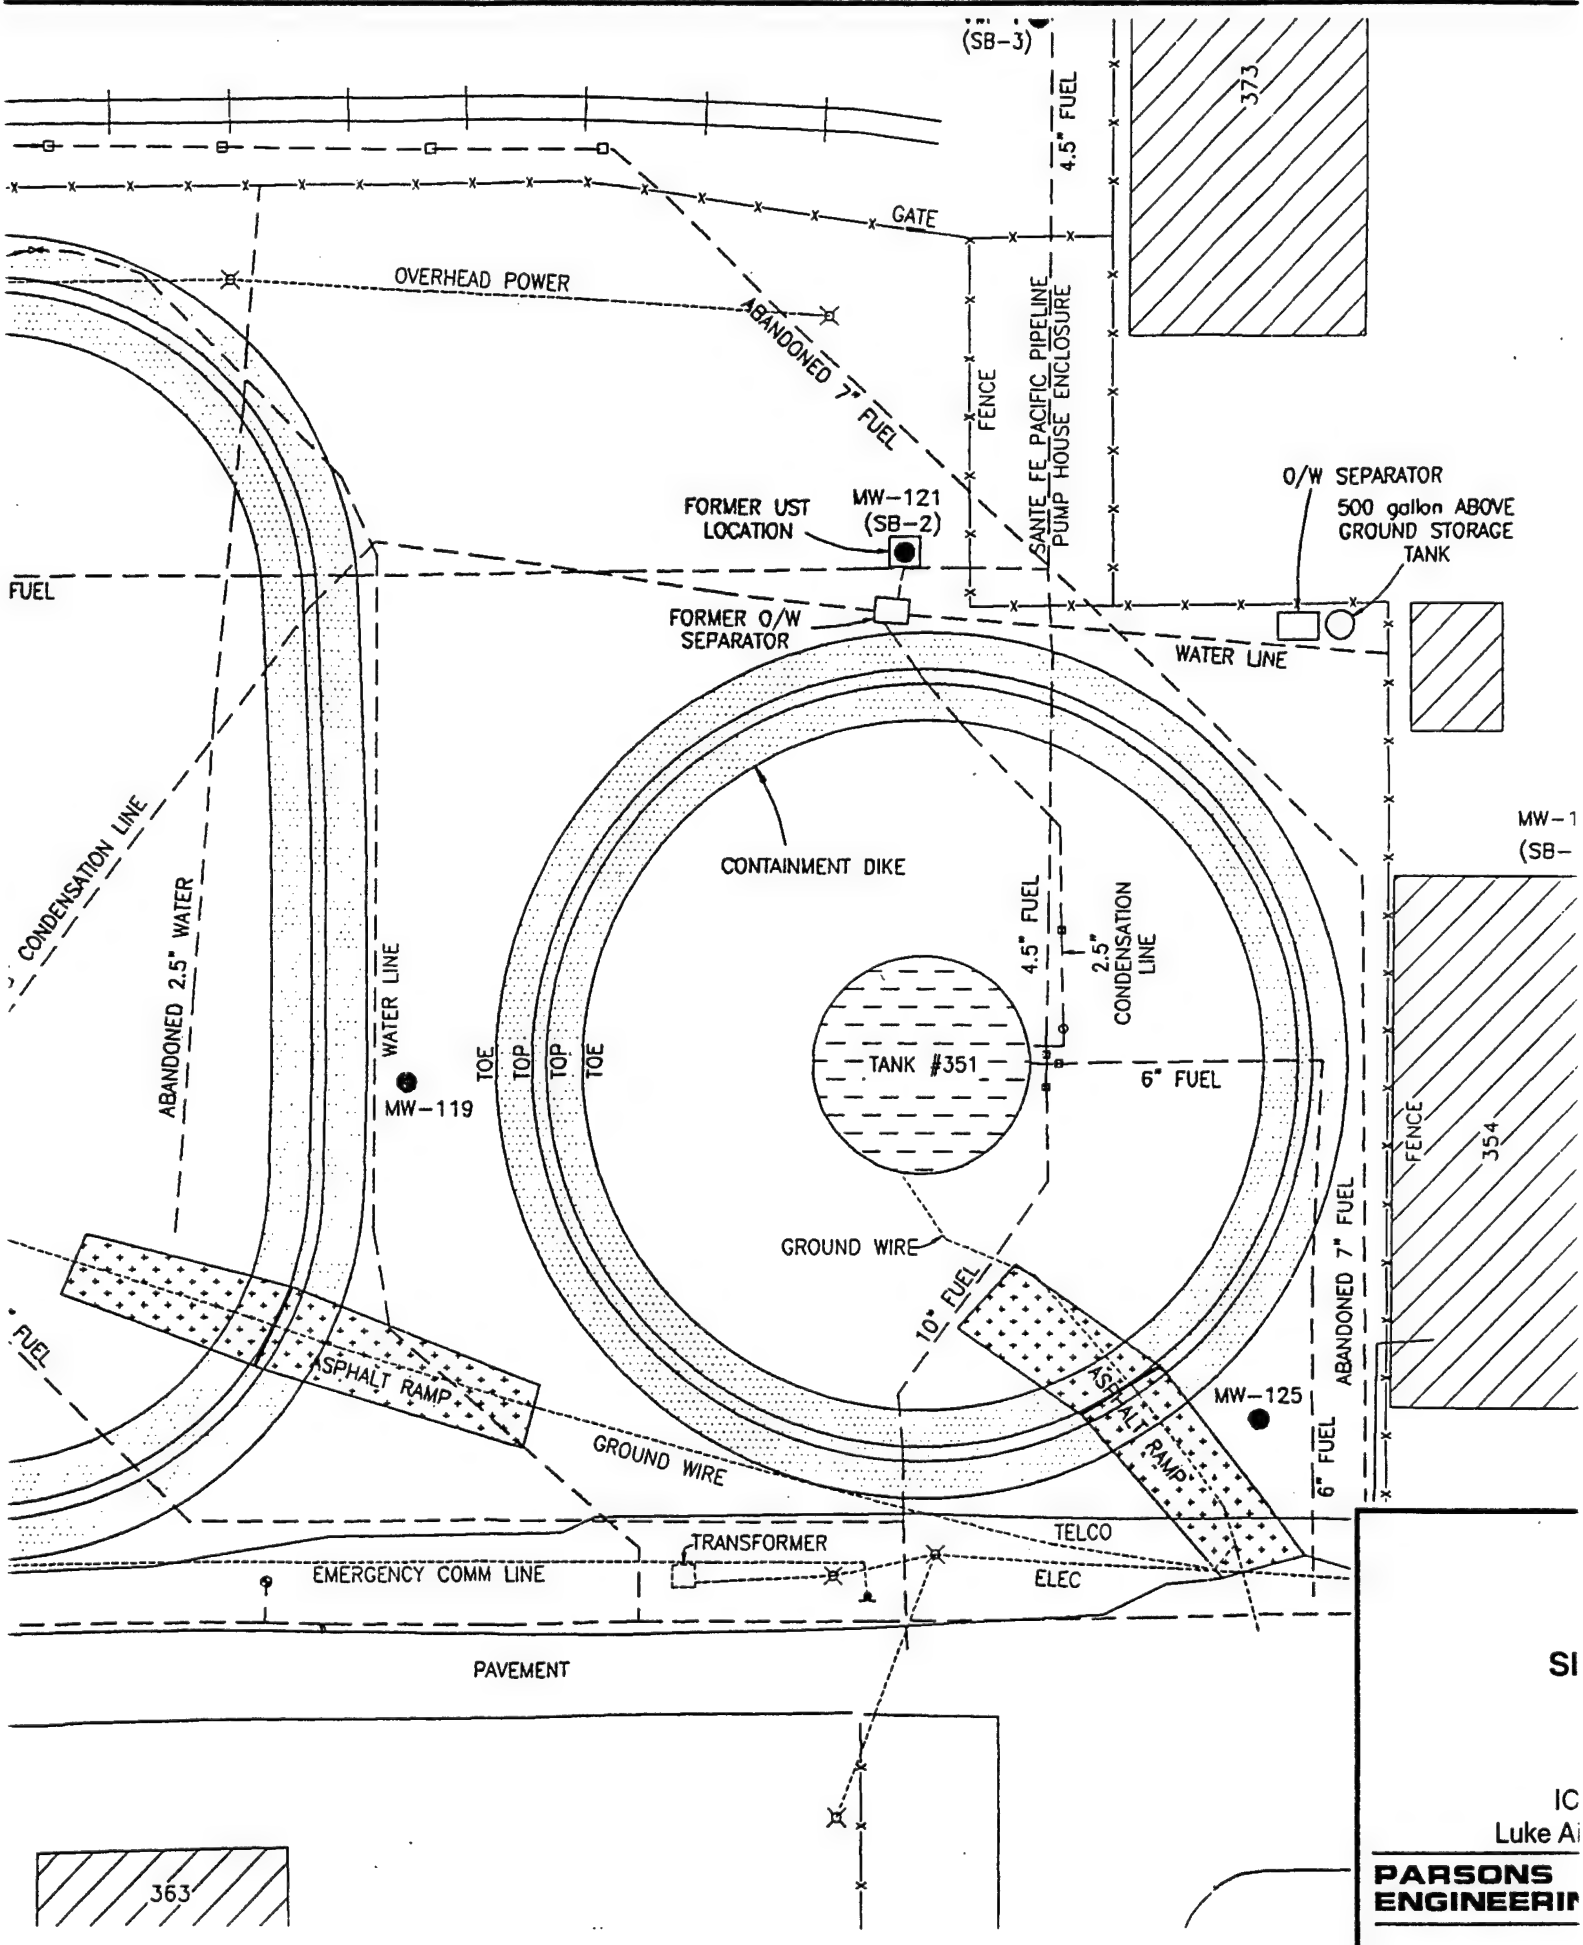 (SB-3)
4.5" FUEL
373
GATE
OVERHEAD POWER
ABANDONED 7" FUEL
FENCE
SANTE FE PACIFIC PIPELINE
PUMP HOUSE ENCLOSURE
O/W SEPARATOR
500 gallon ABOVE
GROUND STORAGE
TANK
FORMER UST
LOCATION
MW-121
(SB-2)
FUEL
FORMER O/W
SEPARATOR
WATER LINE
MW-1
(SB-
CONTAINMENT DIKE
CONDENSATION LINE
ABANDONED 2.5" WATER
WATER LINE
4.5" FUEL
2.5"
CONDENSATION
LINE
TOE
TOP
TOP
TOE
TANK #351
6" FUEL
MW-119
FENCE
354
GROUND WIRE
10" FUEL
ABANDONED 7" FUEL
FUEL
ASPHALT RAMP
ASPHALT RAMP
MW-125
GROUND WIRE
6" FUEL
TRANSFORMER
TELCO
EMERGENCY COMM LINE
ELEC
PAVEMENT
SI
IC
Luke Ai
363
PARSONS
ENGINEERIN